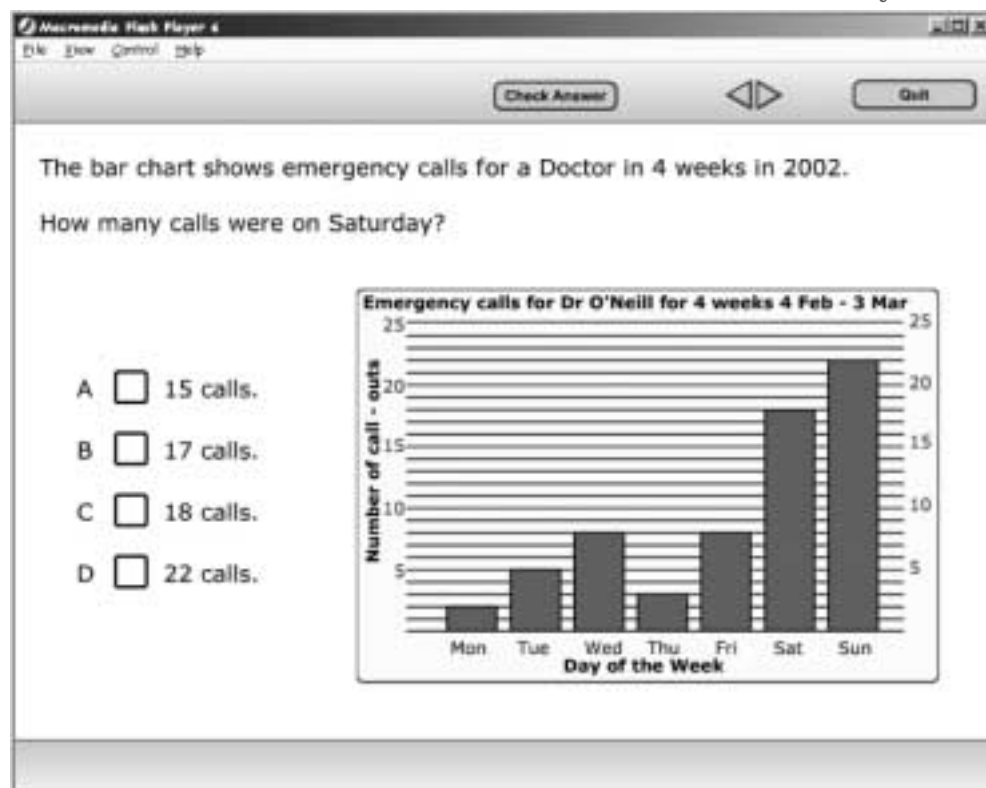 Macromedia Flash Player 6
File View Control Help
Check Answer
Quit
The bar chart shows emergency calls for a Doctor in 4 weeks in 2002.
How many calls were on Saturday?
A 15 calls.
B 17 calls.
C 18 calls.
D 22 calls.
Emergency calls for Dr O'Neill for 4 weeks 4 Feb - 3 Mar
Number of call - outs
25 25
20 20
15 15
10 10
5 5
Mon Tue Wed Thu Fri Sat Sun
Day of the Week